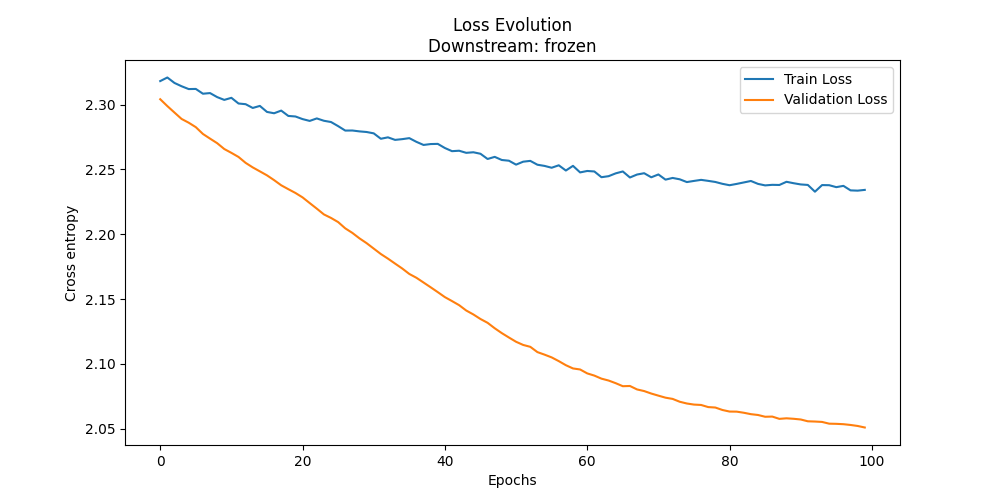 Loss Evolution
Downstream: frozen
Train Loss
Validation Loss
2.30
2.25
2.20
2.15
2.10
2.05
Cross entropy
0 20 40 60 80 100
Epochs